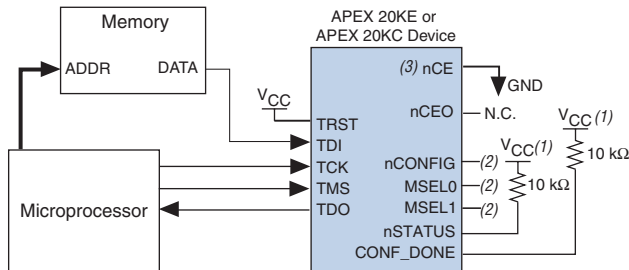 APEX 20KE or
APEX 20KC Device
Memory
ADDR
DATA
(3) nCE
GND
VCC
nCEO
N.C.
VCC (1)
TRST
TDI
VCC(1)
10 kΩ
TCK
nCONFIG
(2)
TMS
MSEL0
(2)
10 kΩ
Microprocessor
TDO
MSEL1
(2)
nSTATUS
CONF_DONE